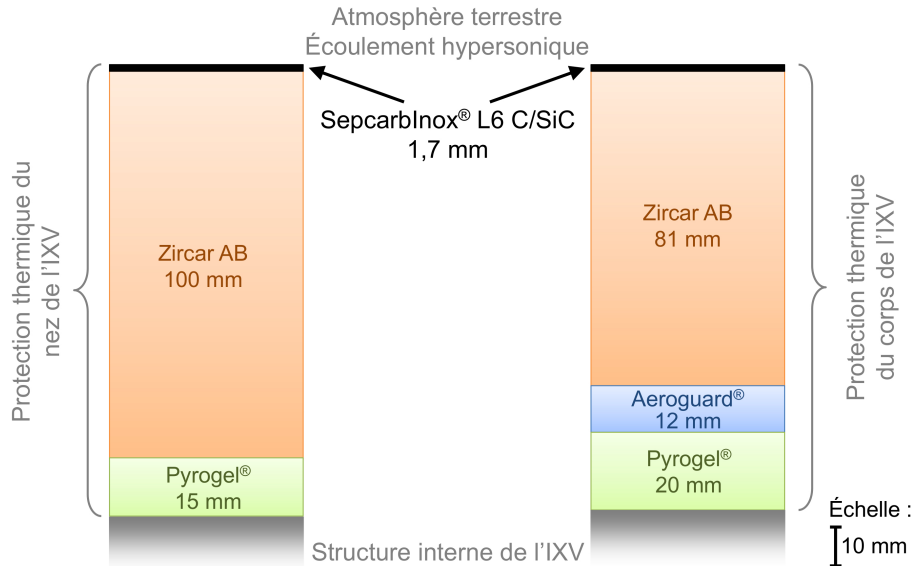 Atmosphère terrestre
Écoulement hypersonique
SepcarbInox® L6 C/SiC
1,7 mm
Protection thermique du
nez de l'IXV
Zircar AB
100 mm
Pyrogel®
15 mm
Zircar AB
81 mm
Aeroguard®
12 mm
Pyrogel®
20 mm
Protection thermique
du corps de l'IXV
Structure interne de l'IXV
Échelle :
10 mm